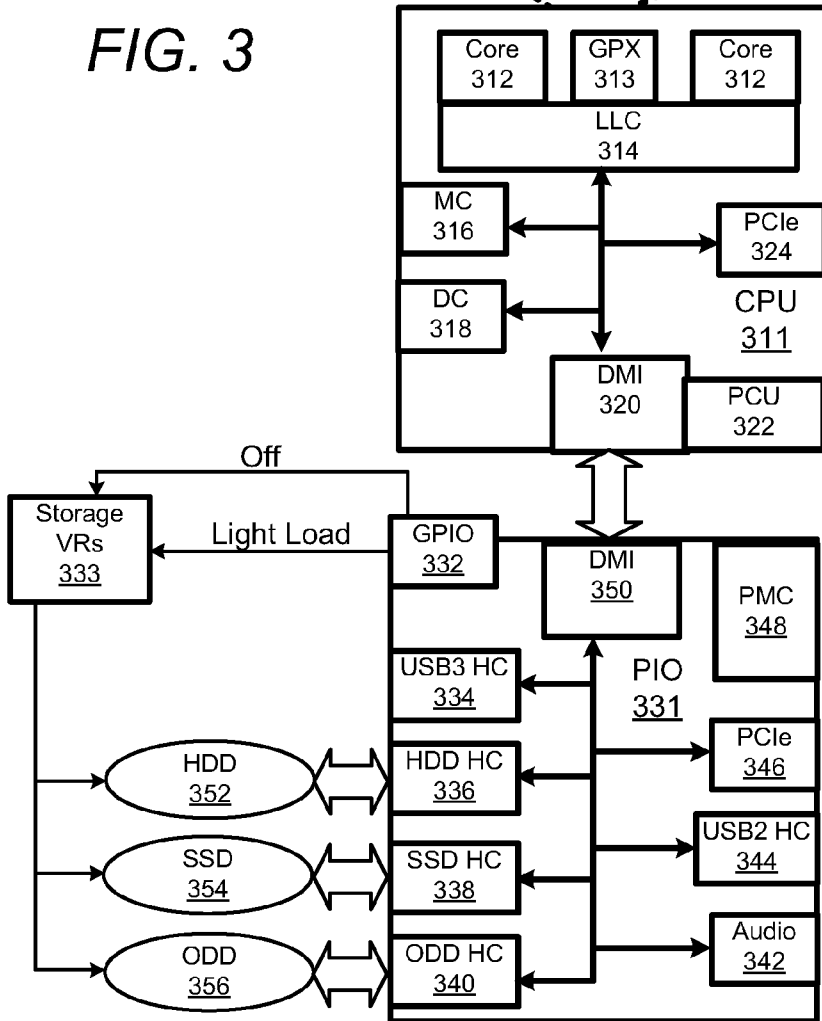 FIG. 3
Core
312
GPX
313
Core
312
LLC
314
MC
316
PCIe
324
DC
318
CPU
311
DMI
320
PCU
322
Off
Storage
VRs
333
Light Load
GPIO
332
DMI
350
PMC
348
USB3 HC
334
PIO
331
HDD
352
HDD HC
336
PCIe
346
SSD
354
SSD HC
338
USB2 HC
344
ODD
356
ODD HC
340
Audio
342